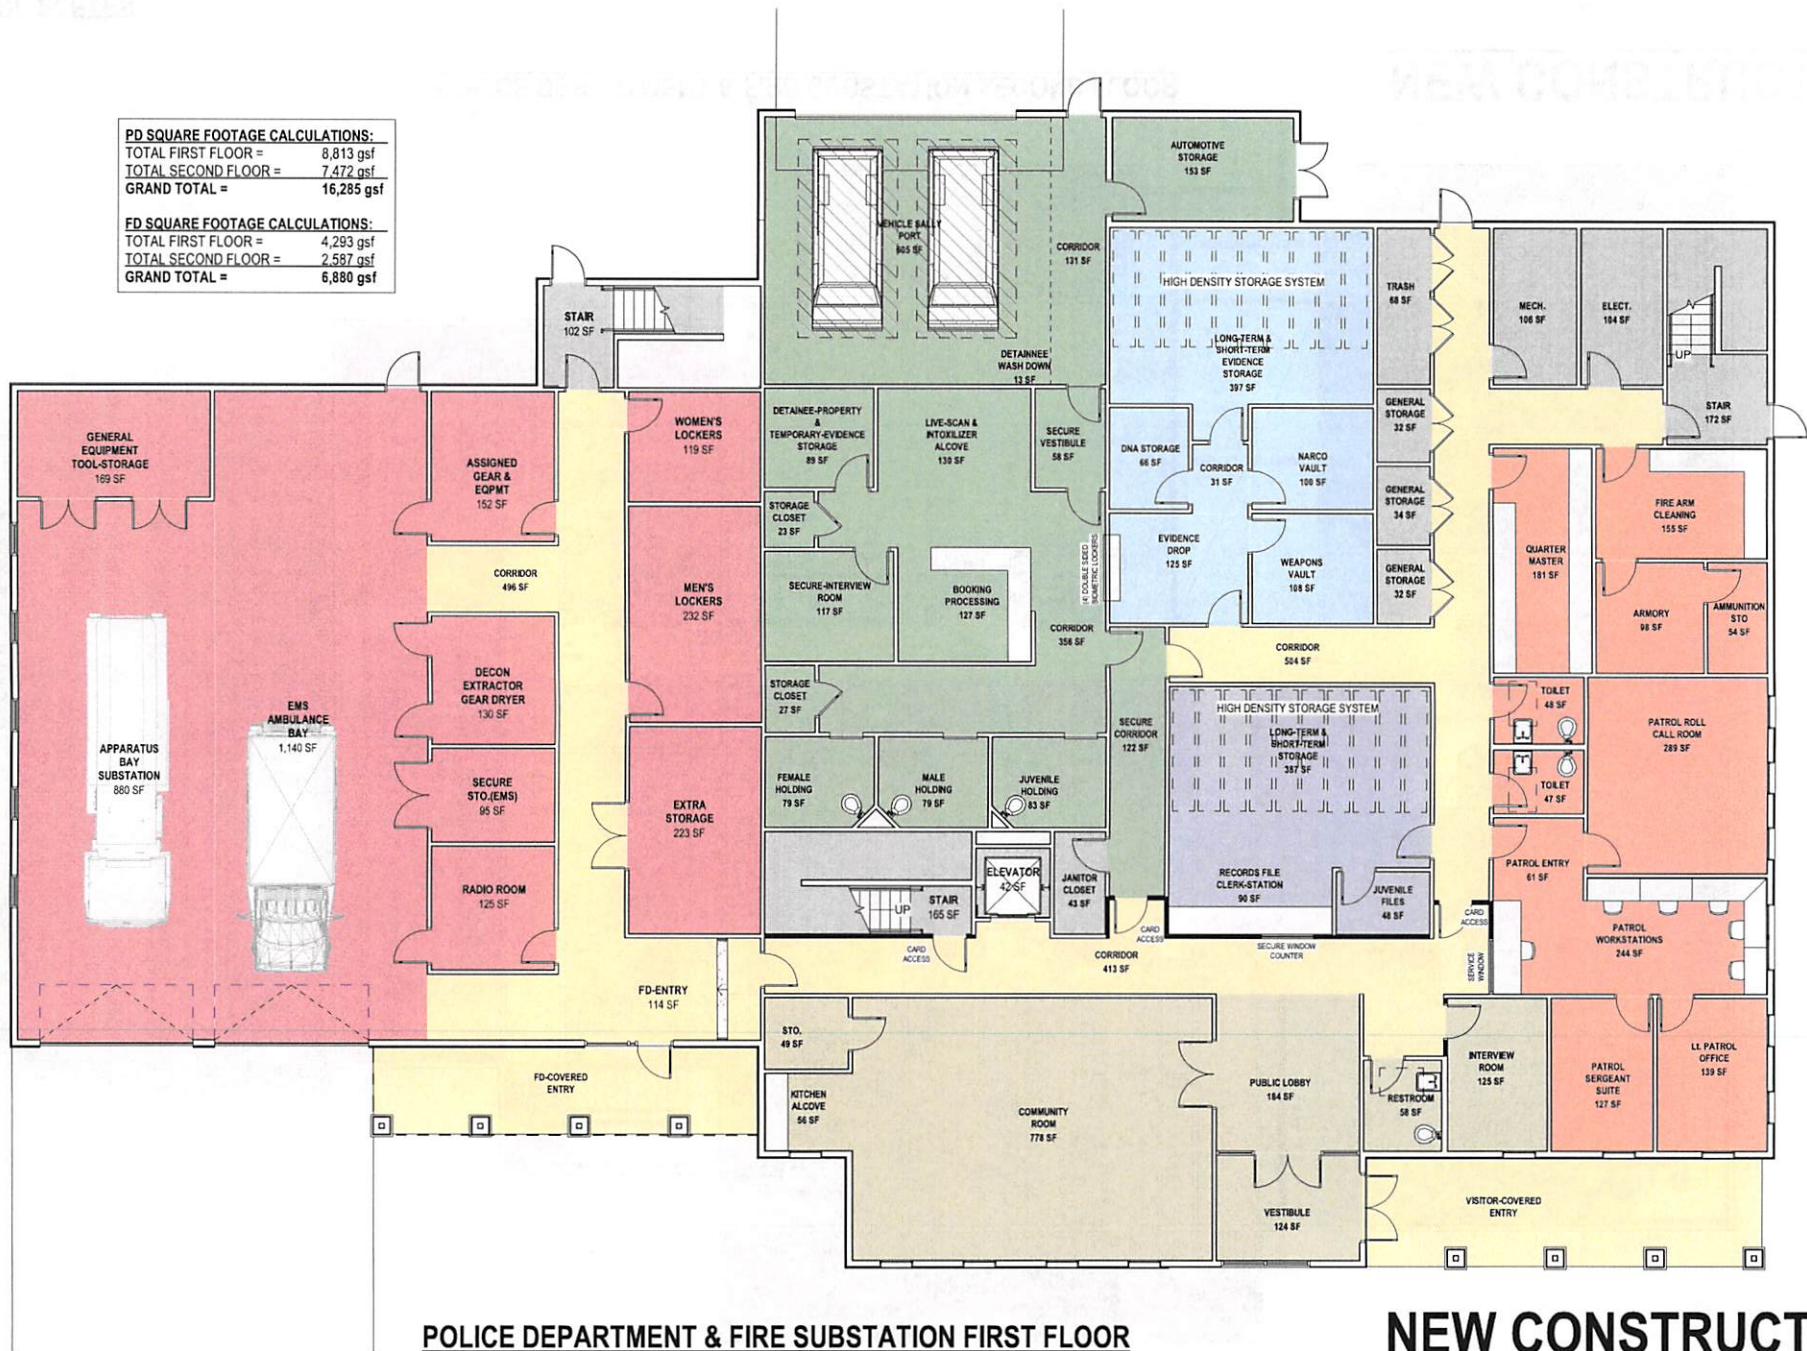 PD SQUARE FOOTAGE CALCULATIONS:
TOTAL FIRST FLOOR = 8,813 gsf
TOTAL SECOND FLOOR = 7,472 gsf
GRAND TOTAL = 16,285 gsf
FD SQUARE FOOTAGE CALCULATIONS:
TOTAL FIRST FLOOR = 4,293 gsf
TOTAL SECOND FLOOR = 2,587 gsf
GRAND TOTAL = 6,880 gsf
AUTOMOTIVE
STORAGE
153 SF
VEHICLE SALLY
PORT
605 SF
CORRIDOR
131 SF
DETAINNEE
WASH DOWN
13 SF
HIGH DENSITY STORAGE SYSTEM
LONG-TERM &
SHORT-TERM
EVIDENCE
STORAGE
397 SF
TRASH
68 SF
MECH.
106 SF
ELECT.
104 SF
UP
STAIR
172 SF
STAIR
102 SF
GENERAL
EQUIPMENT
TOOL-STORAGE
169 SF
ASSIGNED
GEAR &
EQPMT
152 SF
WOMEN'S
LOCKERS
119 SF
DETAINEE-PROPERTY
&
TEMPORARY-EVIDENCE
STORAGE
89 SF
LIVE-SCAN &
INTOXILIZER
ALCOVE
130 SF
SECURE
VESTIBULE
58 SF
DNA STORAGE
66 SF
CORRIDOR
31 SF
NARCO
VAULT
100 SF
GENERAL
STORAGE
32 SF
GENERAL
STORAGE
34 SF
GENERAL
STORAGE
32 SF
STORAGE
CLOSET
23 SF
EVIDENCE
DROP
125 SF
WEAPONS
VAULT
108 SF
(4) DOUBLE SIDED
BIOMETRIC LOCKERS
QUARTER
MASTER
181 SF
FIRE ARM
CLEANING
155 SF
ARMORY
98 SF
AMMUNITION
STO
54 SF
CORRIDOR
496 SF
MEN'S
LOCKERS
232 SF
SECURE-INTERVIEW
ROOM
117 SF
BOOKING
PROCESSING
127 SF
CORRIDOR
356 SF
CORRIDOR
504 SF
DECON
EXTRACTOR
GEAR DRYER
130 SF
STORAGE
CLOSET
27 SF
SECURE
CORRIDOR
122 SF
HIGH DENSITY STORAGE SYSTEM
LONG-TERM &
SHORT-TERM
STORAGE
387 SF
TOILET
48 SF
TOILET
47 SF
PATROL ROLL
CALL ROOM
289 SF
EMS
AMBULANCE
BAY
1,140 SF
APPARATUS
BAY
SUBSTATION
880 SF
SECURE
STO.(EMS)
95 SF
EXTRA
STORAGE
223 SF
FEMALE
HOLDING
79 SF
MALE
HOLDING
79 SF
JUVENILE
HOLDING
83 SF
RADIO ROOM
125 SF
UP
STAIR
165 SF
ELEVATOR
42 SF
JANITOR
CLOSET
43 SF
RECORDS FILE
CLERK-STATION
90 SF
JUVENILE
FILES
48 SF
PATROL ENTRY
61 SF
PATROL
WORKSTATIONS
244 SF
CARD
ACCESS
CARD
ACCESS
CARD
ACCESS
SECURE WINDOW
COUNTER
SERVICE
WINDOW
CORRIDOR
413 SF
FD-ENTRY
114 SF
STO.
49 SF
KITCHEN
ALCOVE
56 SF
COMMUNITY
ROOM
778 SF
PUBLIC LOBBY
184 SF
RESTROOM
58 SF
INTERVIEW
ROOM
125 SF
PATROL
SERGEANT
SUITE
127 SF
Lt. PATROL
OFFICE
139 SF
FD-COVERED
ENTRY
VESTIBULE
124 SF
VISITOR-COVERED
ENTRY
POLICE DEPARTMENT & FIRE SUBSTATION FIRST FLOOR
NEW CONSTRUCT